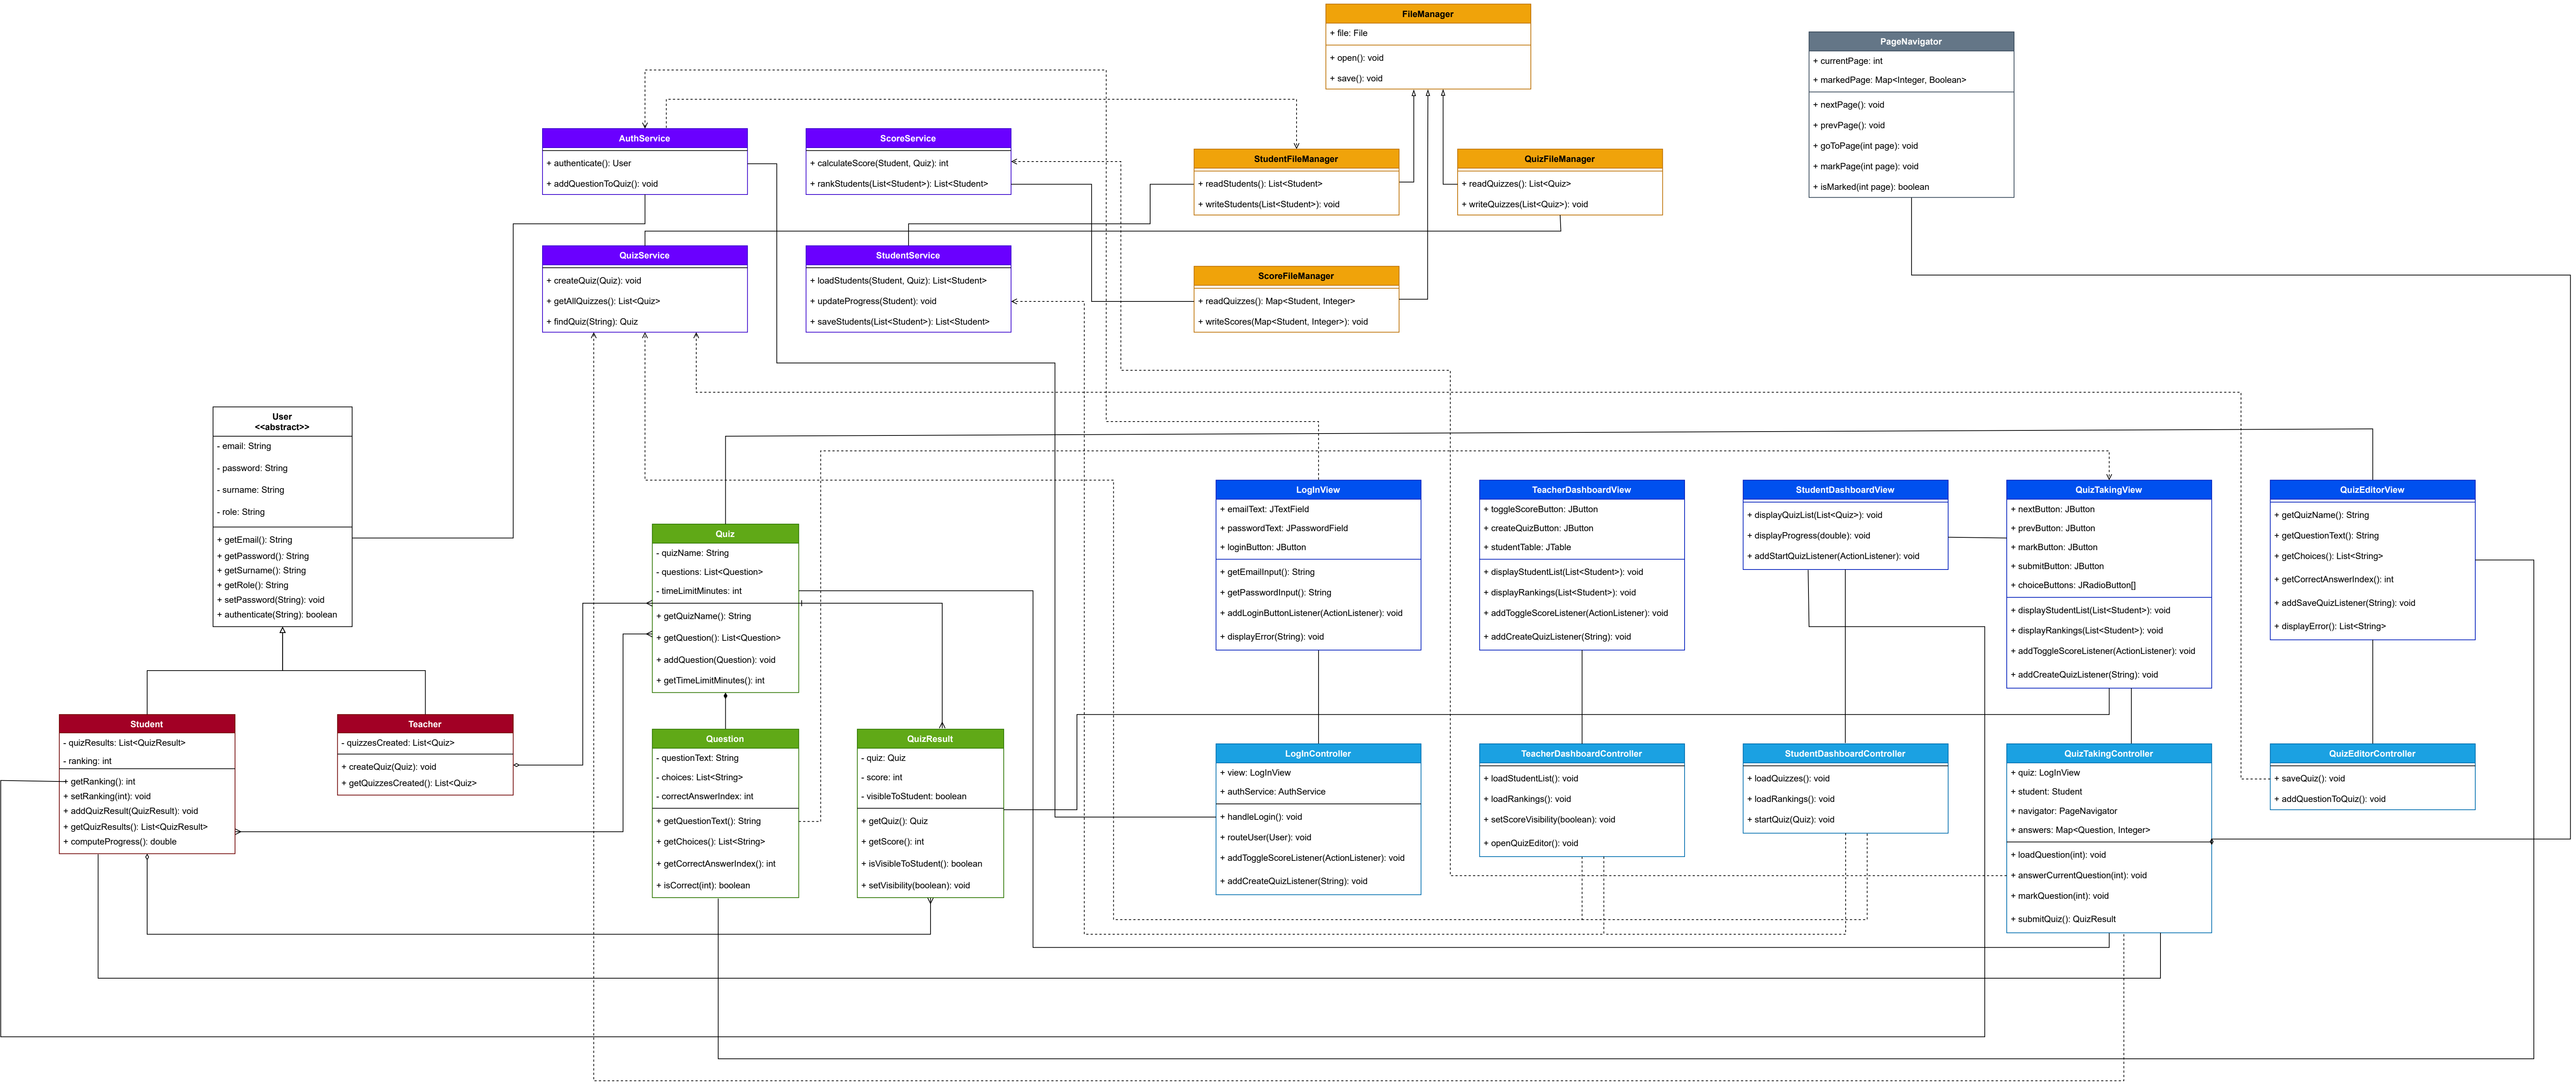 FileManager
+ file: File
+ open(): void
+ save(): void
PageNavigator
+ currentPage: int
+ markedPage: Map<Integer, Boolean>
+ nextPage(): void
+ prevPage(): void
+ goToPage(int page): void
+ markPage(int page): void
+ isMarked(int page): boolean
AuthService
+ authenticate(): User
+ addQuestionToQuiz(): void
ScoreService
+ calculateScore(Student, Quiz): int
+ rankStudents(List<Student>): List<Student>
StudentFileManager
+ readStudents(): List<Student>
+ writeStudents(List<Student>): void
QuizFileManager
+ readQuizzes(): List<Quiz>
+ writeQuizzes(List<Quiz>): void
QuizService
+ createQuiz(Quiz): void
+ getAllQuizzes(): List<Quiz>
+ findQuiz(String): Quiz
StudentService
+ loadStudents(Student, Quiz): List<Student>
+ updateProgress(Student): void
+ saveStudents(List<Student>): List<Student>
ScoreFileManager
+ readQuizzes(): Map<Student, Integer>
+ writeScores(Map<Student, Integer>): void
User
<<abstract>>
- email: String
- password: String
- surname: String
- role: String
+ getEmail(): String
+ getPassword(): String
+ getSurname(): String
+ getRole(): String
+ setPassword(String): void
+ authenticate(String): boolean
Quiz
- quizName: String
- questions: List<Question>
- timeLimitMinutes: int
+ getQuizName(): String
+ getQuestion(): List<Question>
+ addQuestion(Question): void
+ getTimeLimitMinutes(): int
LogInView
+ emailText: JTextField
+ passwordText: JPasswordField
+ loginButton: JButton
+ getEmailInput(): String
+ getPasswordInput(): String
+ addLoginButtonListener(ActionListener): void
+ displayError(String): void
TeacherDashboardView
+ toggleScoreButton: JButton
+ createQuizButton: JButton
+ studentTable: JTable
+ displayStudentList(List<Student>): void
+ displayRankings(List<Student>): void
+ addToggleScoreListener(ActionListener): void
+ addCreateQuizListener(String): void
StudentDashboardView
+ displayQuizList(List<Quiz>): void
+ displayProgress(double): void
+ addStartQuizListener(ActionListener): void
QuizTakingView
+ nextButton: JButton
+ prevButton: JButton
+ markButton: JButton
+ submitButton: JButton
+ choiceButtons: JRadioButton[]
+ displayStudentList(List<Student>): void
+ displayRankings(List<Student>): void
+ addToggleScoreListener(ActionListener): void
+ addCreateQuizListener(String): void
QuizEditorView
+ getQuizName(): String
+ getQuestionText(): String
+ getChoices(): List<String>
+ getCorrectAnswerIndex(): int
+ addSaveQuizListener(String): void
+ displayError(): List<String>
Student
- quizResults: List<QuizResult>
- ranking: int
+ getRanking(): int
+ setRanking(int): void
+ addQuizResult(QuizResult): void
+ getQuizResults(): List<QuizResult>
+ computeProgress(): double
Teacher
- quizzesCreated: List<Quiz>
+ createQuiz(Quiz): void
+ getQuizzesCreated(): List<Quiz>
Question
- questionText: String
- choices: List<String>
- correctAnswerIndex: int
+ getQuestionText(): String
+ getChoices(): List<String>
+ getCorrectAnswerIndex(): int
+ isCorrect(int): boolean
QuizResult
- quiz: Quiz
- score: int
- visibleToStudent: boolean
+ getQuiz(): Quiz
+ getScore(): int
+ isVisibleToStudent(): boolean
+ setVisibility(boolean): void
LogInController
+ view: LogInView
+ authService: AuthService
+ handleLogin(): void
+ routeUser(User): void
+ addToggleScoreListener(ActionListener): void
+ addCreateQuizListener(String): void
TeacherDashboardController
+ loadStudentList(): void
+ loadRankings(): void
+ setScoreVisibility(boolean): void
+ openQuizEditor(): void
StudentDashboardController
+ loadQuizzes(): void
+ loadRankings(): void
+ startQuiz(Quiz): void
QuizTakingController
+ quiz: LogInView
+ student: Student
+ navigator: PageNavigator
+ answers: Map<Question, Integer>
+ loadQuestion(int): void
+ answerCurrentQuestion(int): void
+ markQuestion(int): void
+ submitQuiz(): QuizResult
QuizEditorController
+ saveQuiz(): void
+ addQuestionToQuiz(): void